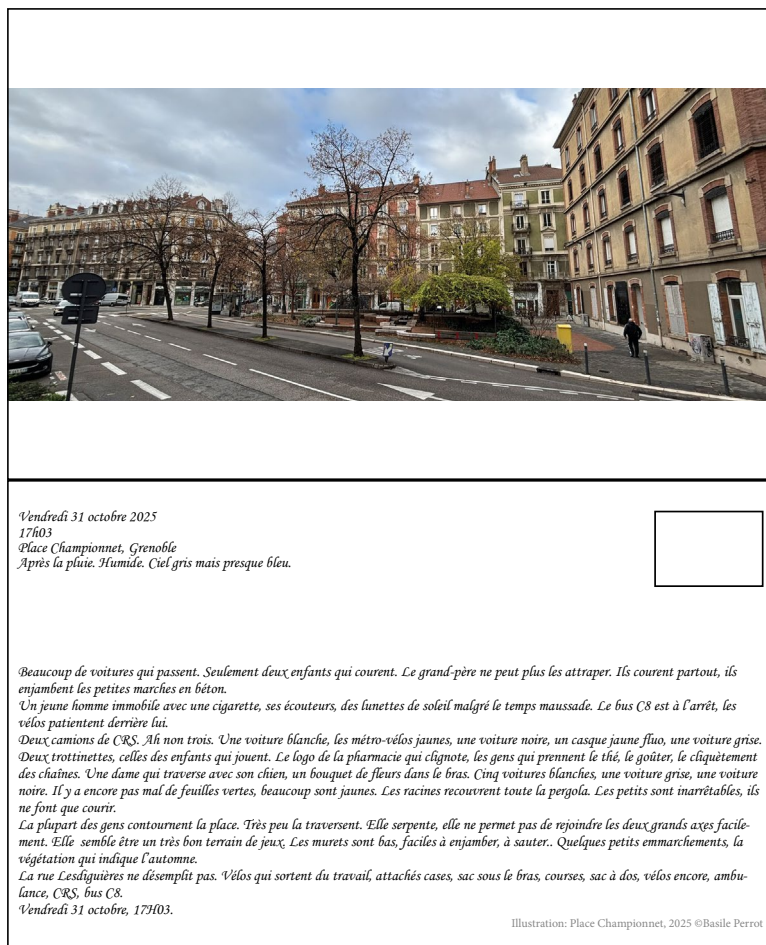 Vendredi 31 octobre 2025
17h03
Place Championnet, Grenoble
Après la pluie. Humide. Ciel gris mais presque bleu.
Beaucoup de voitures qui passent. Seulement deux enfants qui courent. Le grand-père ne peut plus les attraper. Ils courent partout, ils
enjambent les petites marches en béton.
Un jeune homme immobile avec une cigarette, ses écouteurs, des lunettes de soleil malgré le temps maussade. Le bus C8 est à l'arrêt, les
vélos patientent derrière lui.
Deux camions de CRS. Ah non trois. Une voiture blanche, les métro-vélos jaunes, une voiture noire, un casque jaune fluo, une voiture grise.
Deux trottinettes, celles des enfants qui jouent. Le logo de la pharmacie qui clignote, les gens qui prennent le thé, le goûter, le cliquètement
des chaînes. Une dame qui traverse avec son chien, un bouquet de fleurs dans le bras. Cinq voitures blanches, une voiture grise, une voiture
noire. Il y a encore pas mal de feuilles vertes, beaucoup sont jaunes. Les racines recouvrent toute la pergola. Les petits sont inarrêtables, ils
ne font que courir.
La plupart des gens contournent la place. Très peu la traversent. Elle serpente, elle ne permet pas de rejoindre les deux grands axes facile-
ment. Elle semble être un très bon terrain de jeux. Les murets sont bas, faciles à enjamber, à sauter.. Quelques petits emmarchements, la
végétation qui indique l'automne.
La rue Lesdiguières ne désemplit pas. Vélos qui sortent du travail, attachés cases, sac sous le bras, courses, sac à dos, vélos encore, ambu-
lance, CRS, bus C8.
Vendredi 31 octobre, 17H03.
Illustration: Place Championnet, 2025 ©Basile Perrot